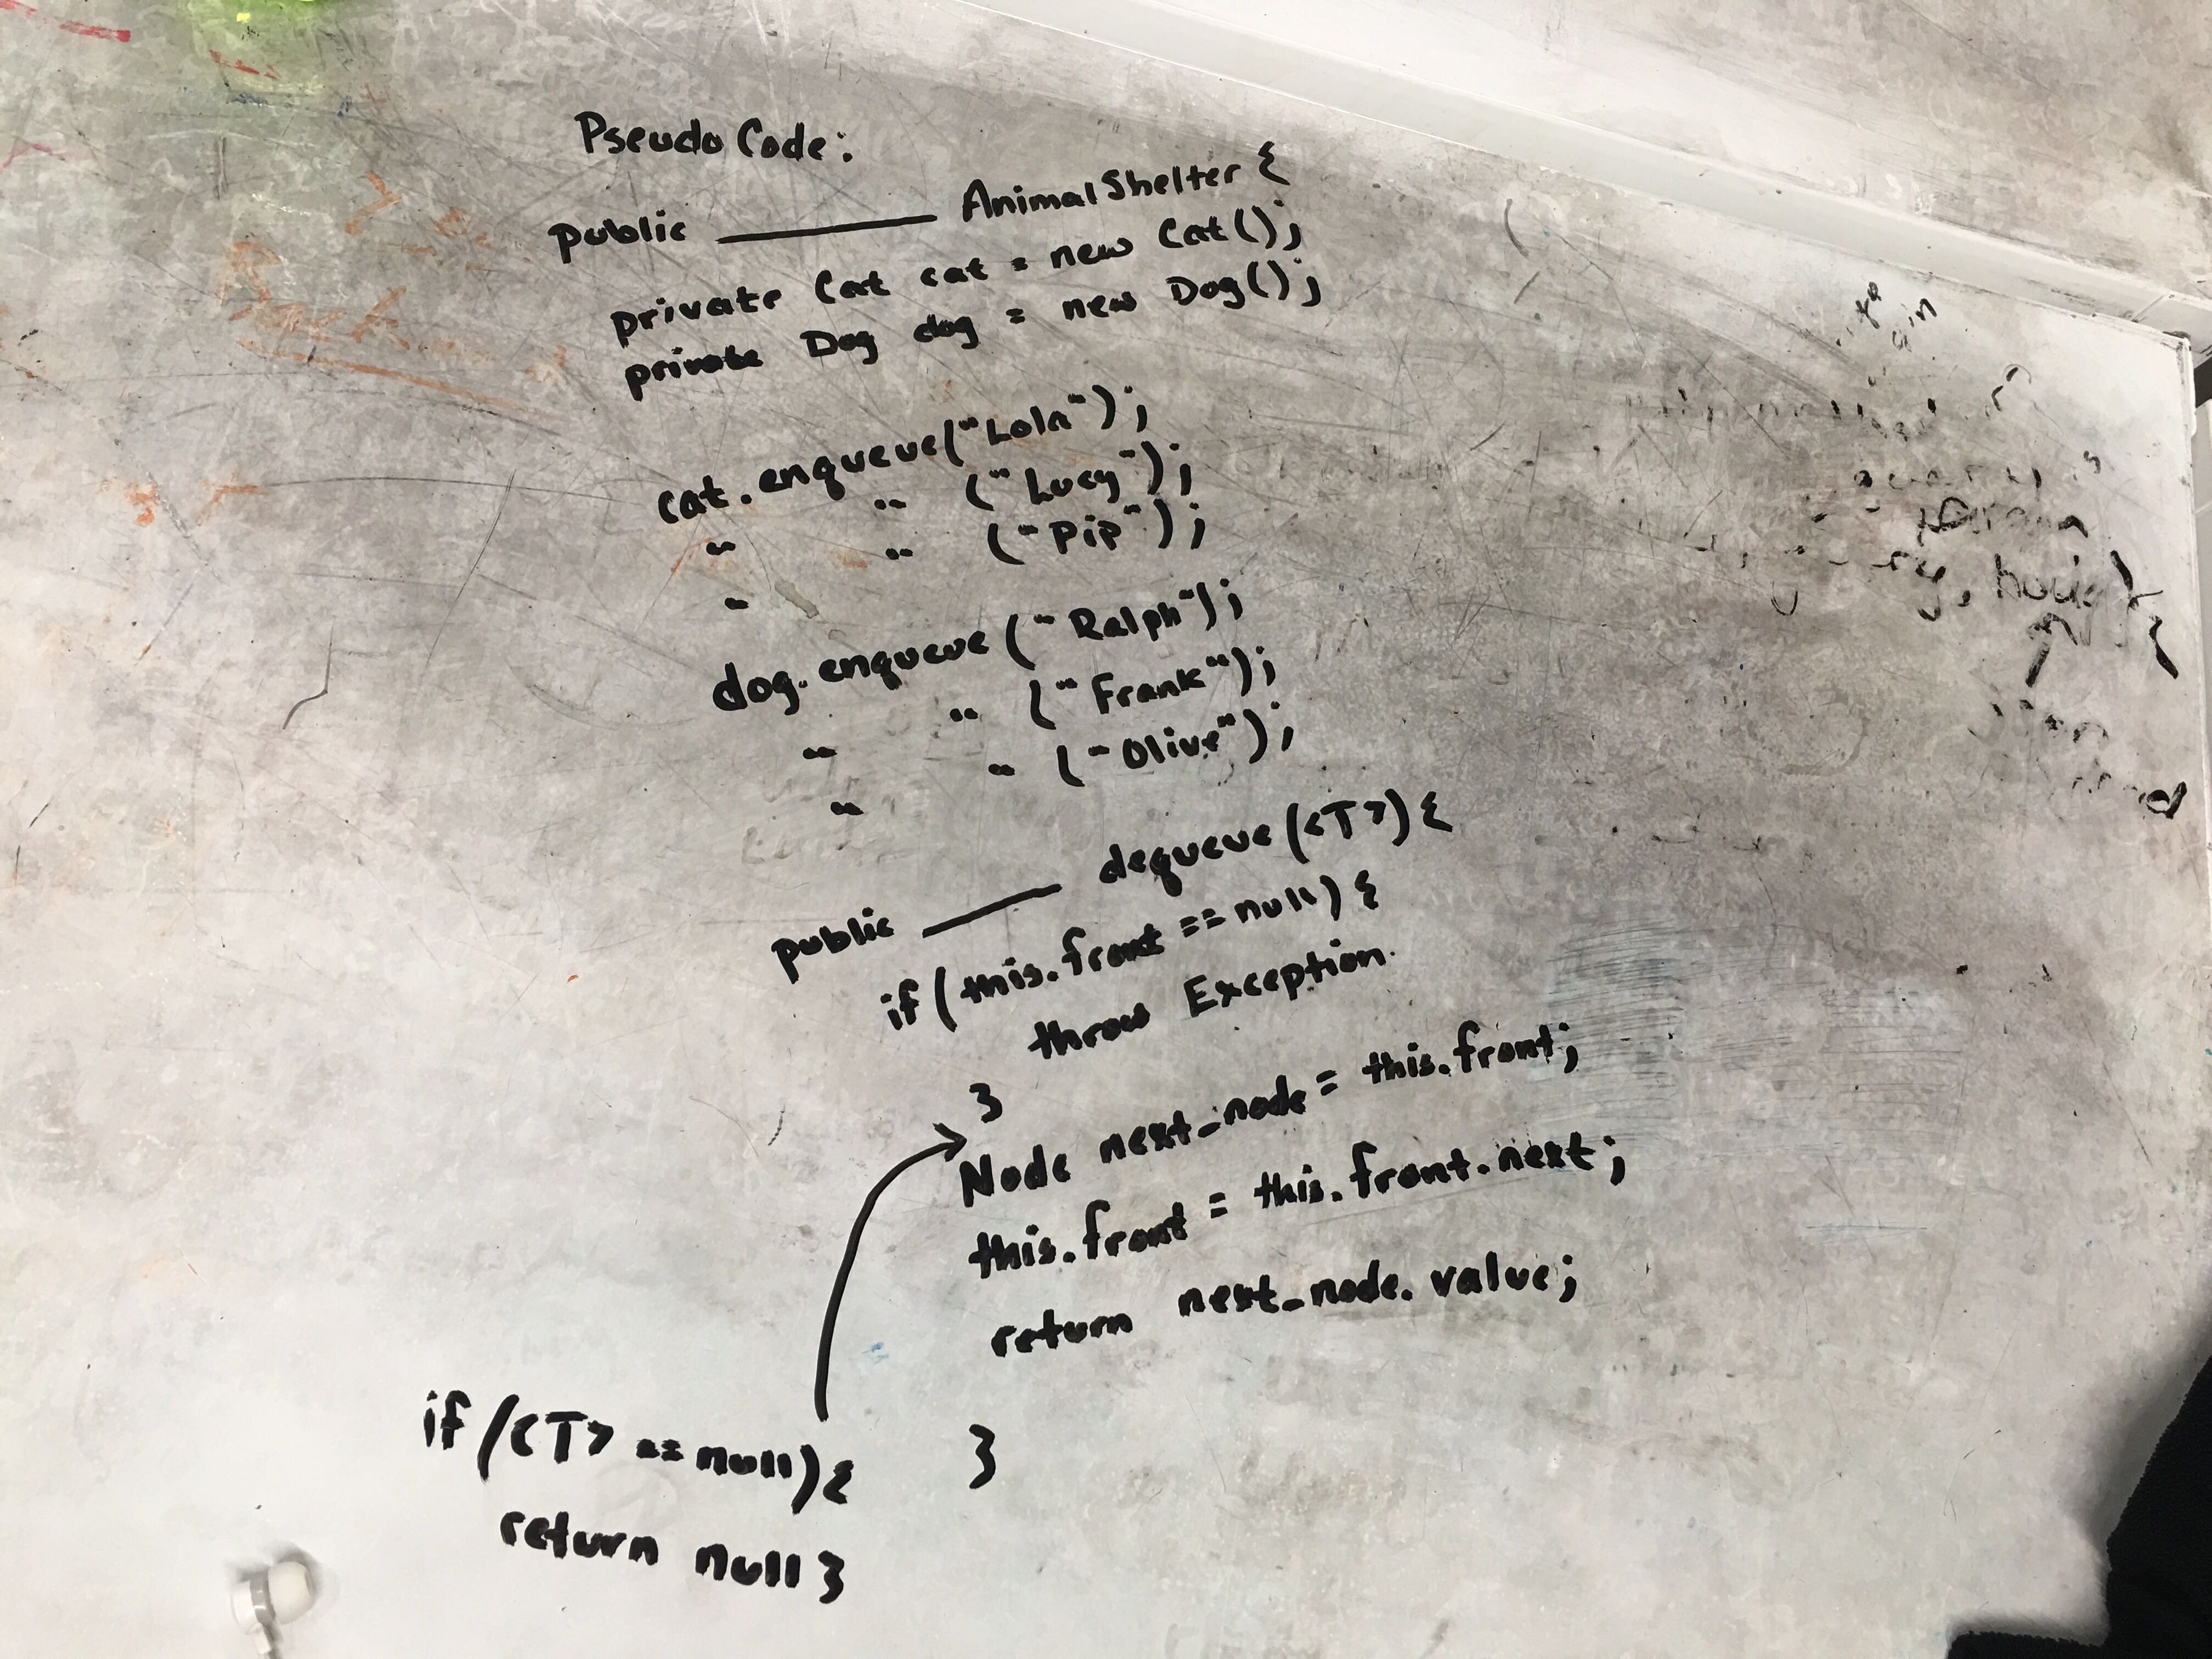 Pseudo Code:
public ______ AnimalShelter {
private Cat cat = new Cat();
private Dog dog = new Dog();
cat.enqueue("Lola");
" " ("Lucy");
" " ("Pip");
"
dog.enqueue("Ralph");
" " ("Frank");
" " ("Olive");
"
public ______ dequeue(<T>) {
if (this.front == null) {
throw Exception.
}
Node next_node = this.front;
this.front = this.front.next;
return next_node.value;
}
if (<T> == null) {
return null }